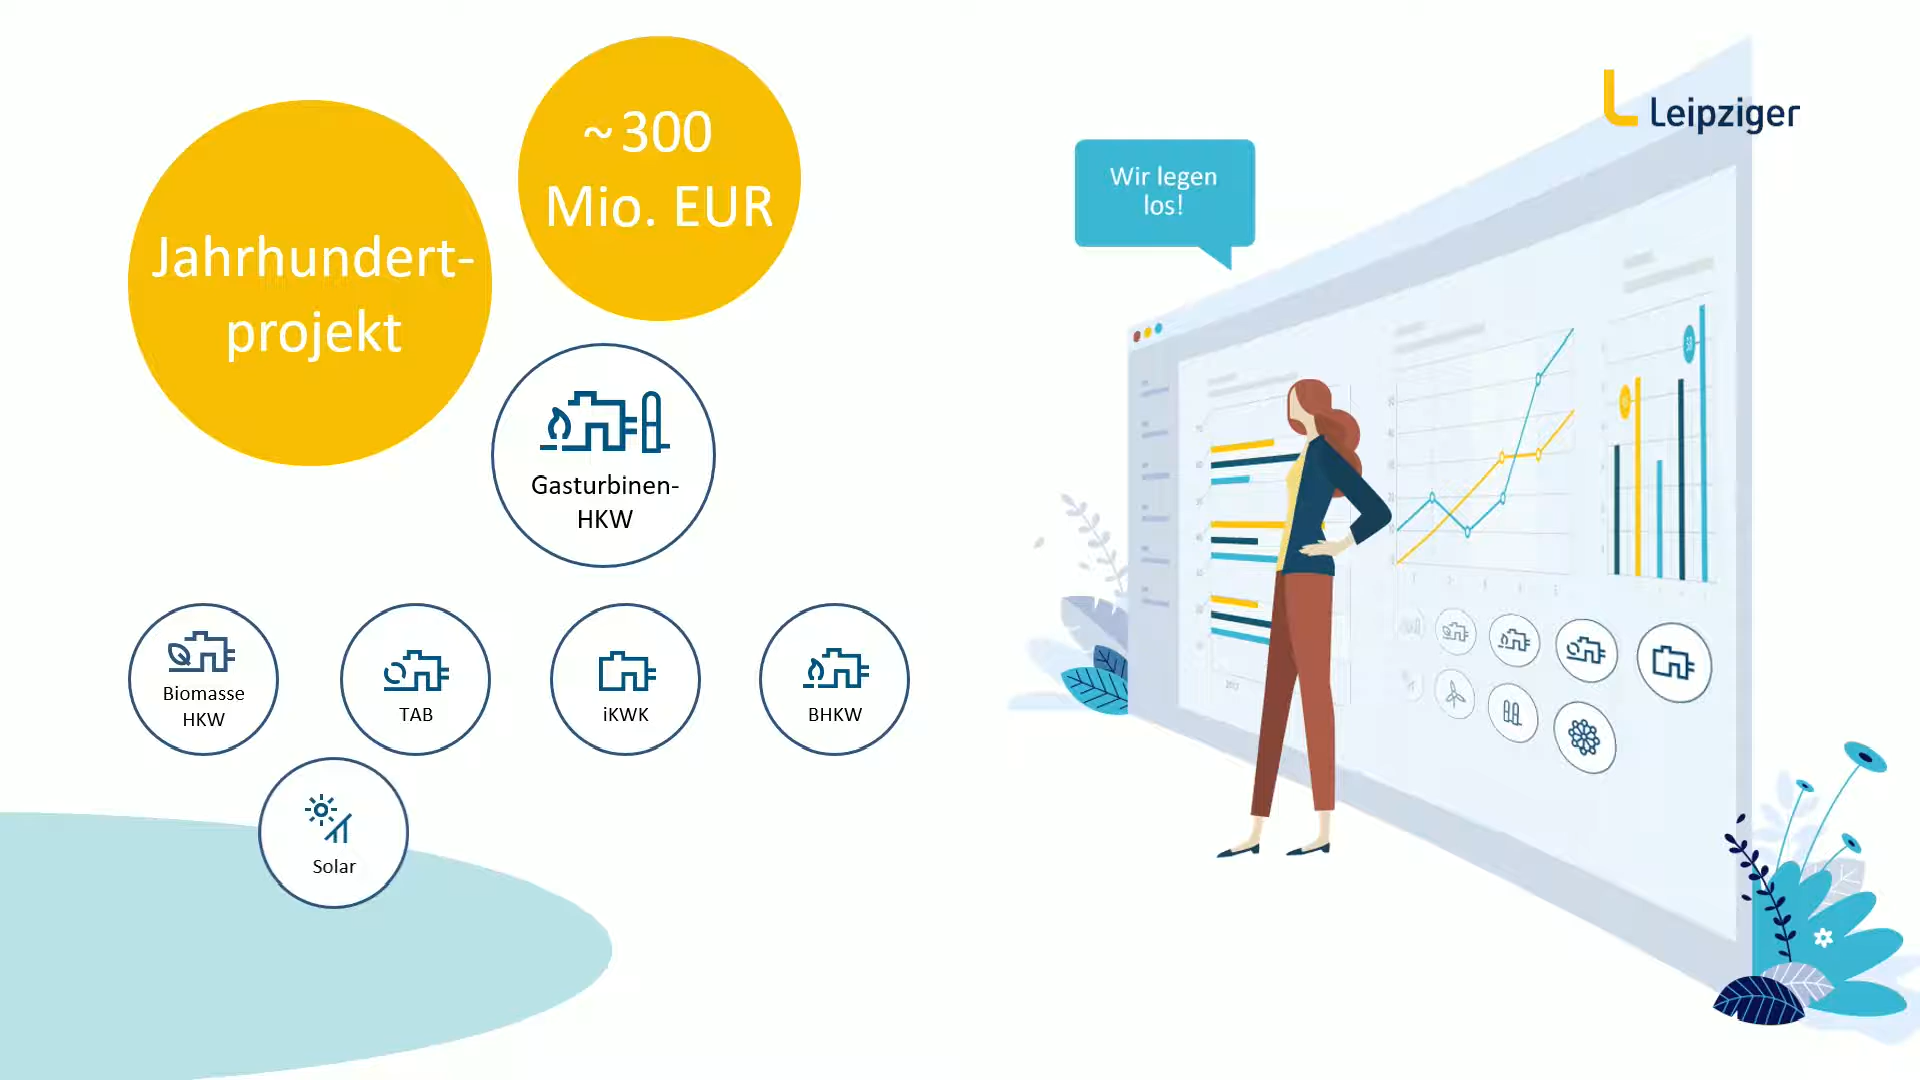 Jahrhundert-
projekt
~300
Mio. EUR
Gasturbinen-
HKW
Biomasse
HKW
TAB
iKWK
BHKW
Solar
Wir legen
los!
Leipziger